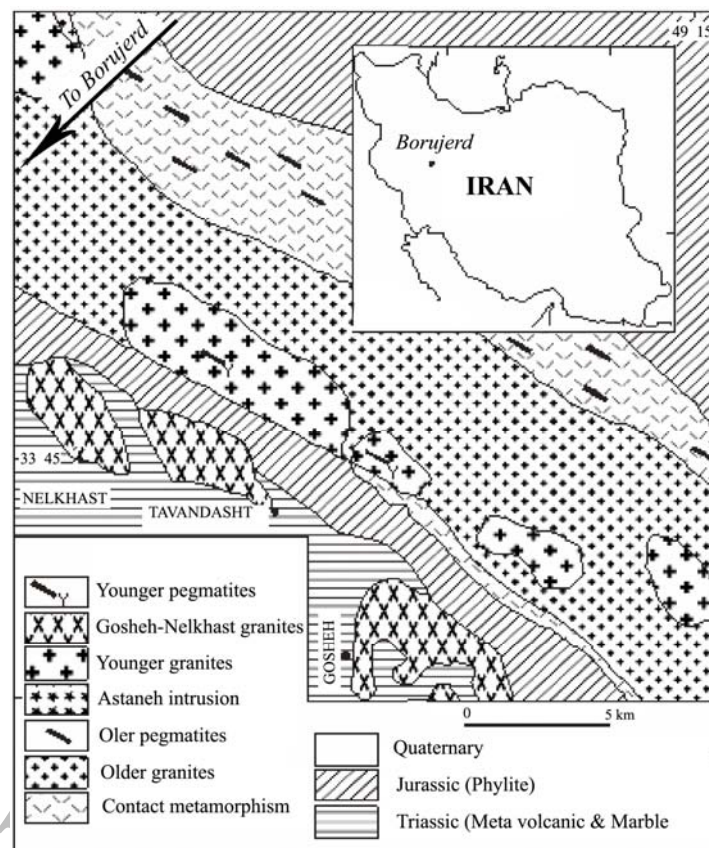 To Borujerd
49 15
Borujerd
IRAN
33 45
NELKHAST
TAVANDASHT
GOSHEH
Younger pegmatites
Gosheh-Nelkhast granites
Younger granites
Astaneh intrusion
Oler pegmatites
Older granites
Contact metamorphism
0 5 km
Quaternary
Jurassic (Phylite)
Triassic (Meta volcanic & Marble